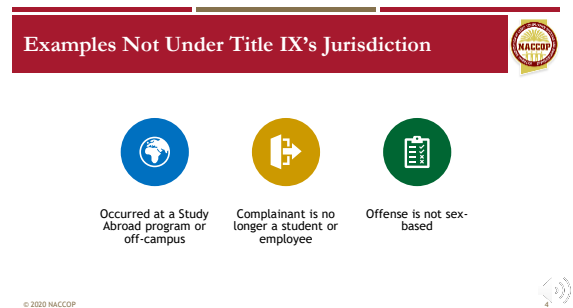 Examples Not Under Title IX's Jurisdiction
NACCOP
Occurred at a Study
Abroad program or
off-campus
Complainant is no
longer a student or
employee
Offense is not sex-
based
© 2020 NACCOP
4